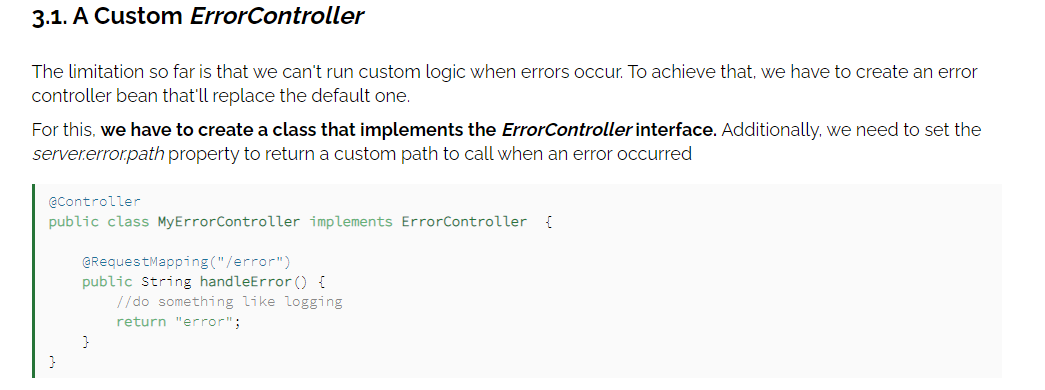 3.1. A Custom ErrorController
The limitation so far is that we can't run custom logic when errors occur. To achieve that, we have to create an error
controller bean that'll replace the default one.
For this, we have to create a class that implements the ErrorController interface. Additionally, we need to set the
server.error.path property to return a custom path to call when an error occurred
@Controller
public class MyErrorController implements ErrorController  {
    @RequestMapping("/error")
    public String handleError() {
        //do something like logging
        return "error";
    }
}